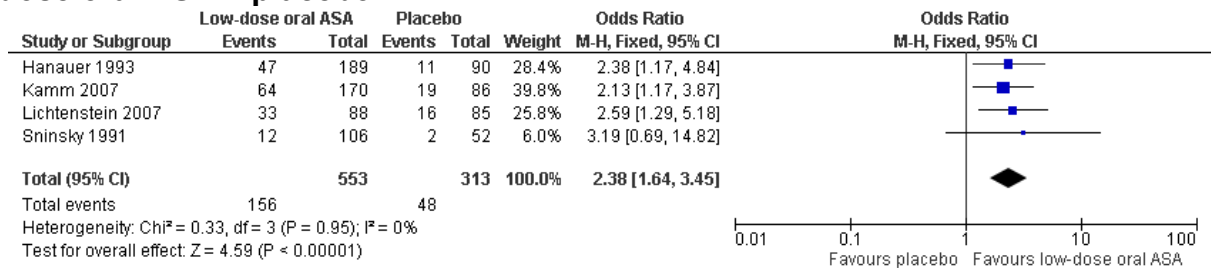 Low-dose oral ASA Placebo Odds Ratio Odds Ratio
Study or Subgroup Events Total Events Total Weight M-H, Fixed, 95% CI M-H, Fixed, 95% CI
Hanauer 1993 47 189 11 90 28.4% 2.38 [1.17, 4.84]
Kamm 2007 64 170 19 86 39.8% 2.13 [1.17, 3.87]
Lichtenstein 2007 33 88 16 85 25.8% 2.59 [1.29, 5.18]
Sninsky 1991 12 106 2 52 6.0% 3.19 [0.69, 14.82]
Total (95% CI) 553 313 100.0% 2.38 [1.64, 3.45]
Total events 156 48
Heterogeneity: Chi² = 0.33, df = 3 (P = 0.95); I² = 0%
Test for overall effect: Z = 4.59 (P < 0.00001)
0.01 0.1 1 10 100
Favours placebo Favours low-dose oral ASA